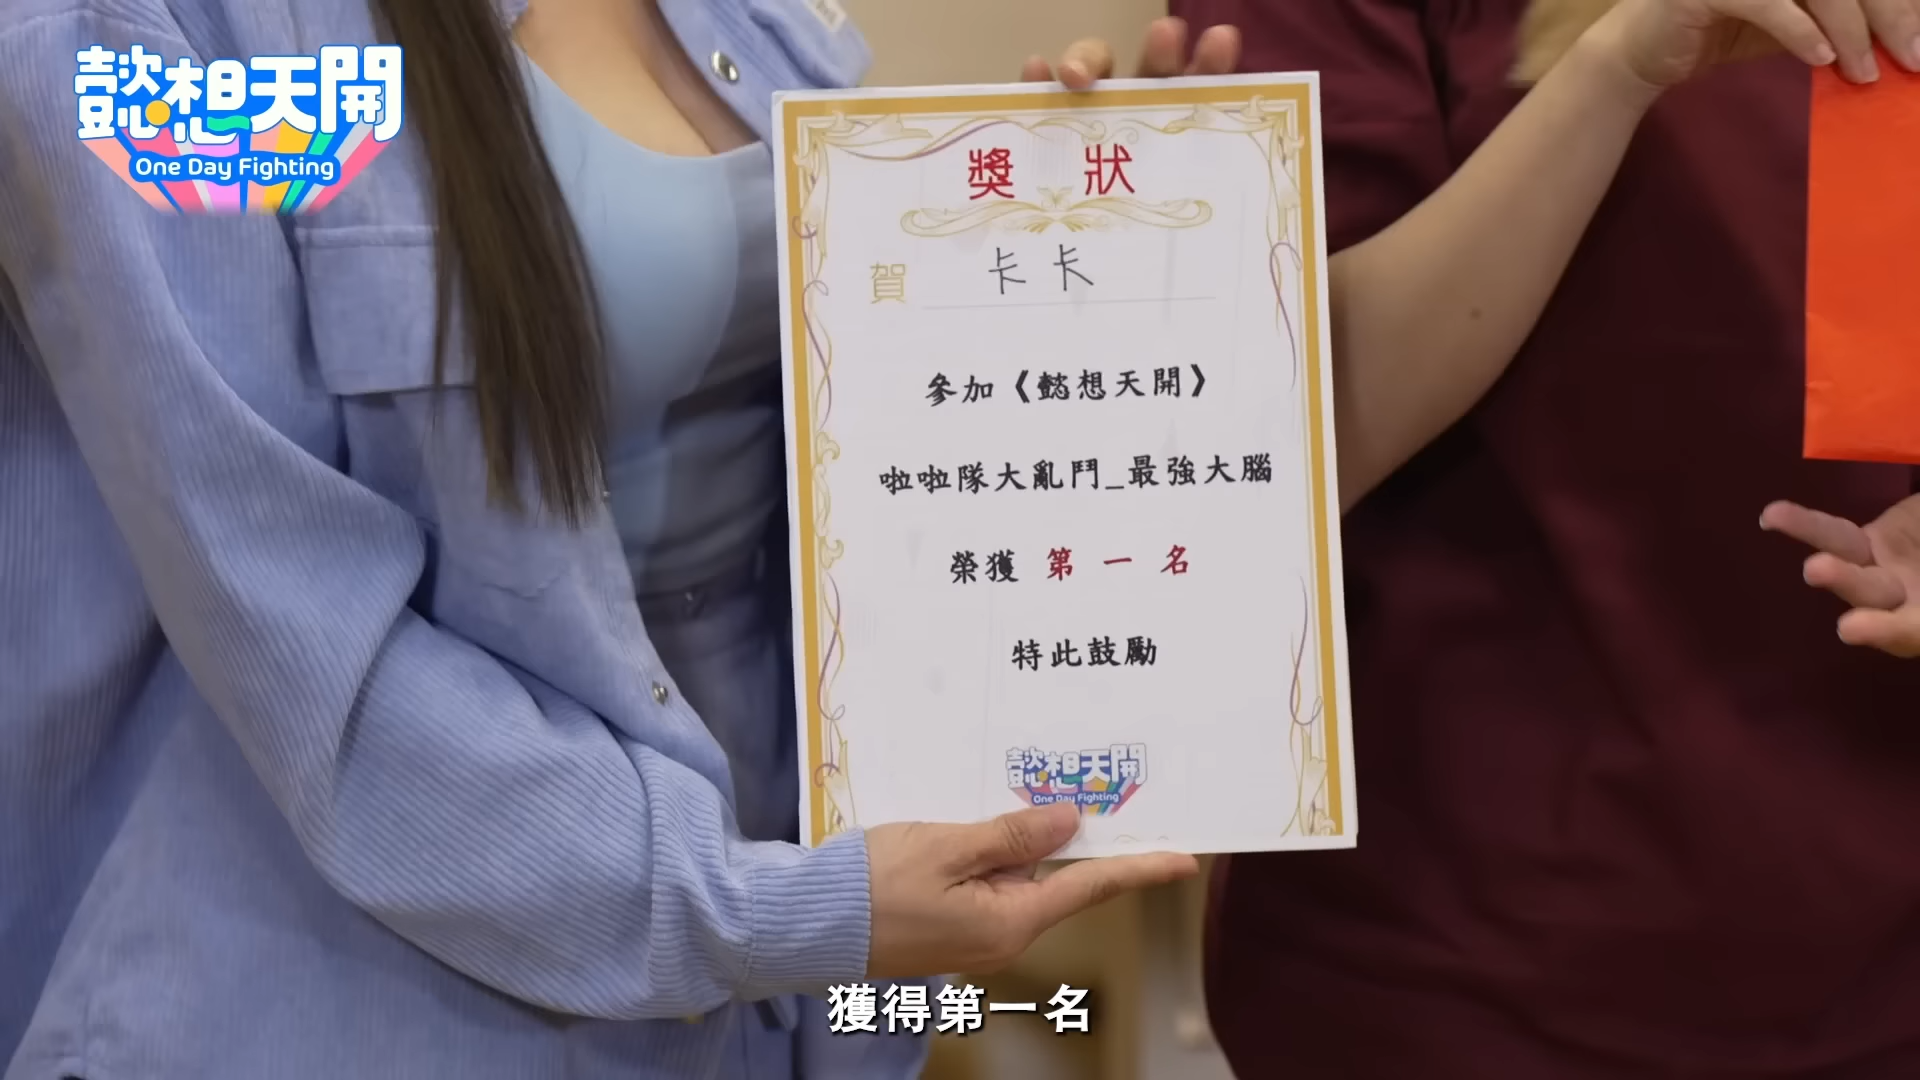 懿想天開
One Day Fighting
獎狀
賀 卡卡
參加《懿想天開》
啦啦隊大亂鬥_最強大腦
榮獲 第一名
特此鼓勵
懿想天開
One Day Fighting
獲得第一名